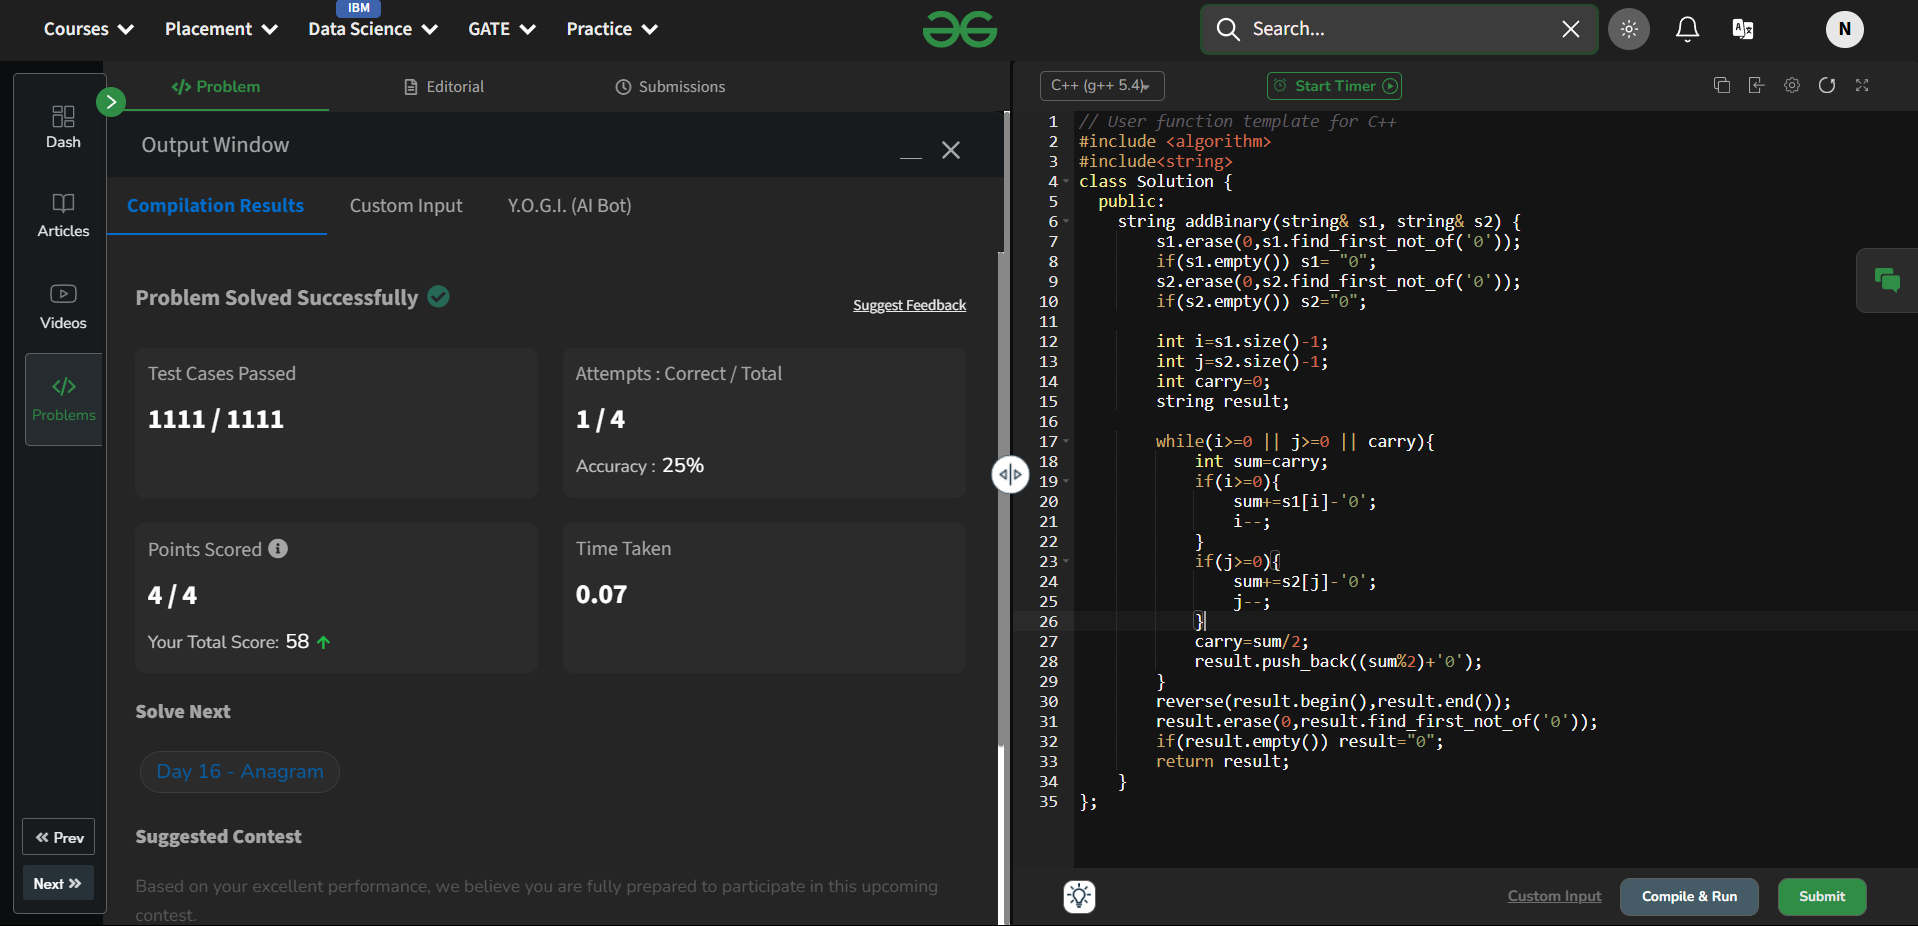 IBM
Courses Placement Data Science GATE Practice Search... N
Problem Editorial Submissions
Dash
Articles
Videos
Problems
Prev
Next
Output Window
Compilation Results Custom Input Y.O.G.I. (AI Bot)
Problem Solved Successfully
Suggest Feedback
Test Cases Passed
1111 / 1111
Attempts : Correct / Total
1 / 4
Accuracy : 25%
Points Scored
4 / 4
Your Total Score: 58
Time Taken
0.07
Solve Next
Day 16 - Anagram
Suggested Contest
Based on your excellent performance, we believe you are fully prepared to participate in this upcoming
contest.
C++ (g++ 5.4) Start Timer
1 // User function template for C++
2 #include <algorithm>
3 #include<string>
4 class Solution {
5   public:
6     string addBinary(string& s1, string& s2) {
7         s1.erase(0,s1.find_first_not_of('0'));
8         if(s1.empty()) s1= "0";
9         s2.erase(0,s2.find_first_not_of('0'));
10         if(s2.empty()) s2="0";
11
12         int i=s1.size()-1;
13         int j=s2.size()-1;
14         int carry=0;
15         string result;
16
17         while(i>=0 || j>=0 || carry){
18             int sum=carry;
19             if(i>=0){
20                 sum+=s1[i]-'0';
21                 i--;
22             }
23             if(j>=0){
24                 sum+=s2[j]-'0';
25                 j--;
26             }
27             carry=sum/2;
28             result.push_back((sum%2)+'0');
29         }
30         reverse(result.begin(),result.end());
31         result.erase(0,result.find_first_not_of('0'));
32         if(result.empty()) result="0";
33         return result;
34     }
35 };
Custom Input Compile & Run Submit